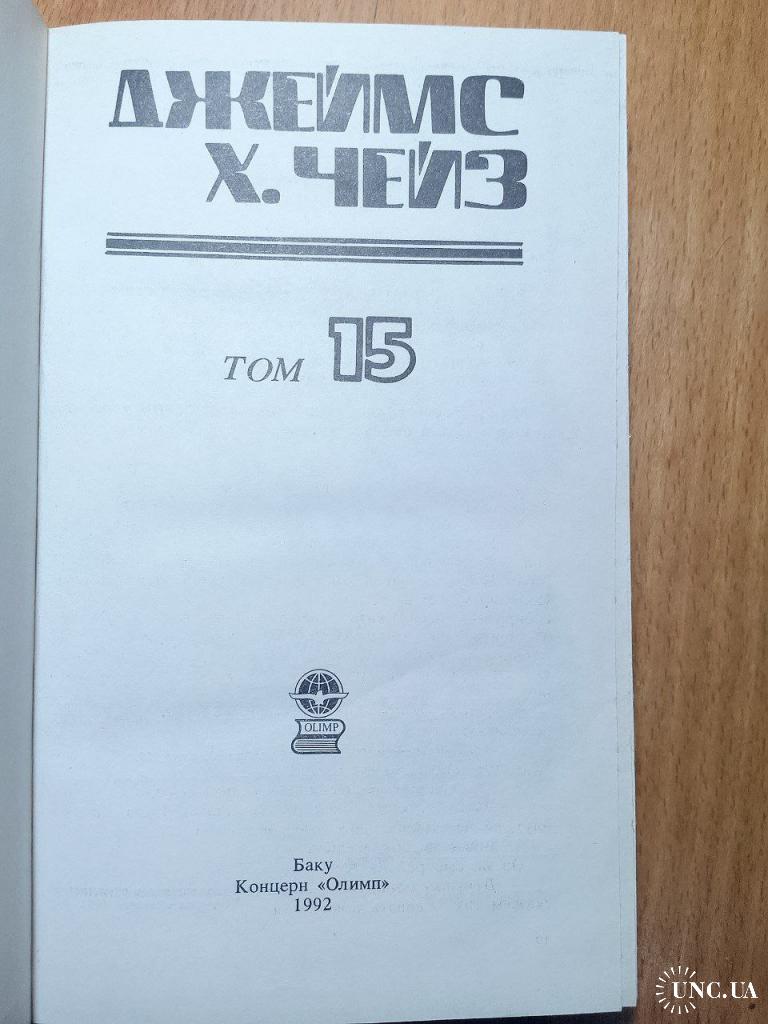 ДЖЕЙМС
Х. ЧЕЙЗ
ТОМ 15
OLIMP
Баку
Концерн «Олимп»
1992
UNC.UA